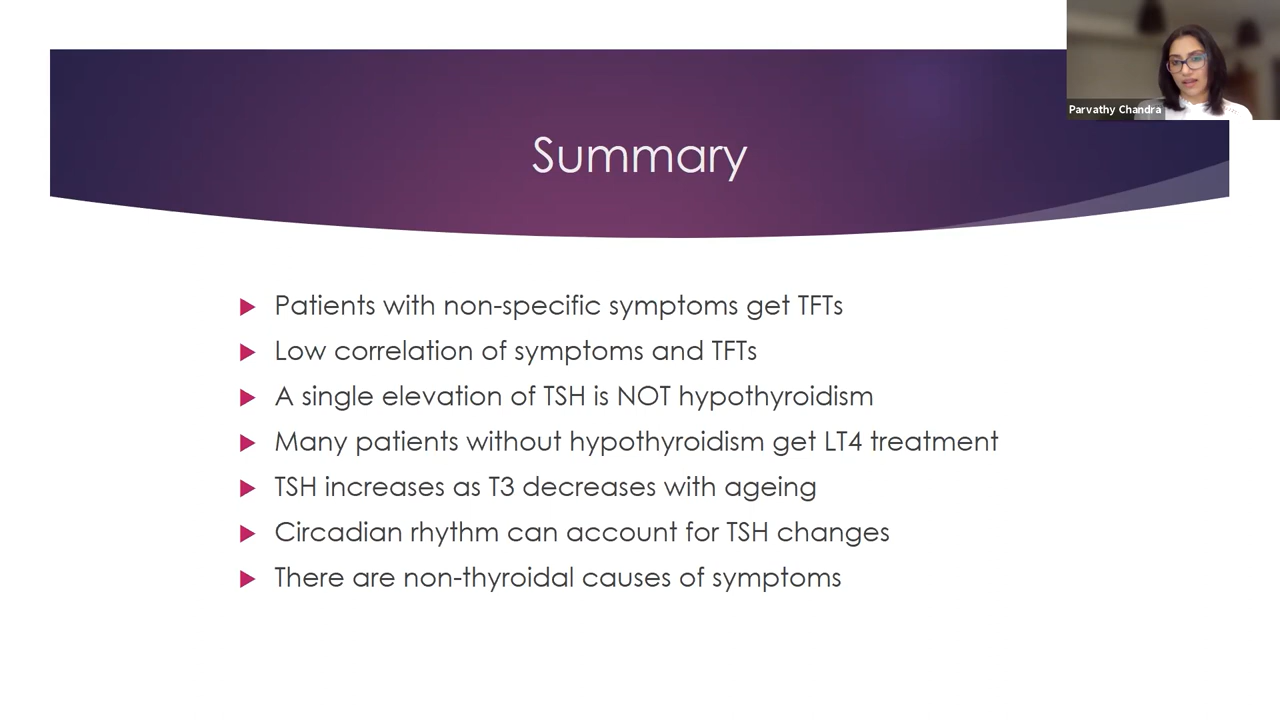 Parvathy Chandra
Summary
Patients with non-specific symptoms get TFTs
Low correlation of symptoms and TFTs
A single elevation of TSH is NOT hypothyroidism
Many patients without hypothyroidism get LT4 treatment
TSH increases as T3 decreases with ageing
Circadian rhythm can account for TSH changes
There are non-thyroidal causes of symptoms